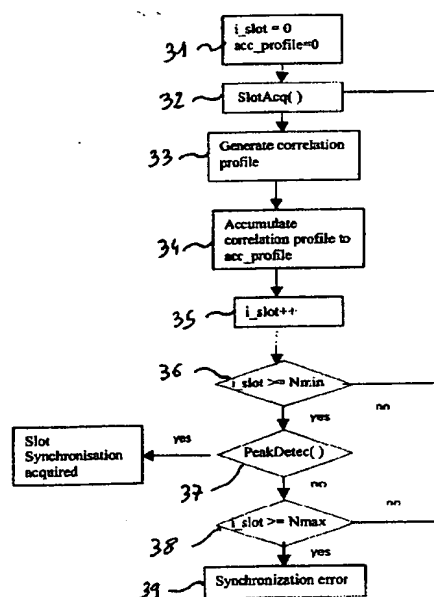 31
i_slot = 0
acc_profile=0
32
SlotAcq( )
33
Generate correlation
profile
34
Accumulate
correlation profile to
acc_profile
35
i_slot++
36
i_slot >= Nmin
no
yes
Slot
Synchronisation
acquired
yes
PeakDetec( )
37
no
no
i_slot >= Nmax
38
yes
39
Synchronization error